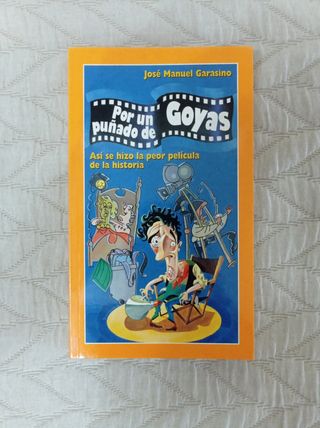 José Manuel Garasino
Por un
puñado de
Goyas
Así se hizo la peor película
de la historia